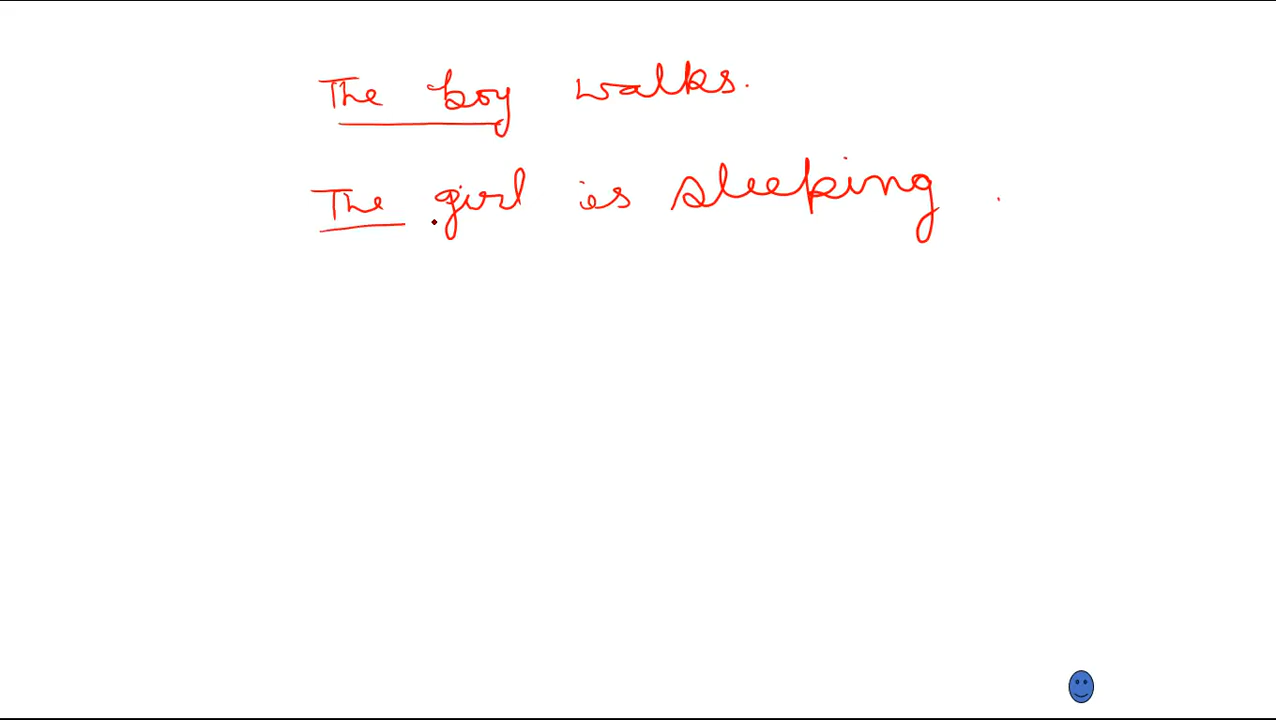 The boy walks.
The girl is sleeping .